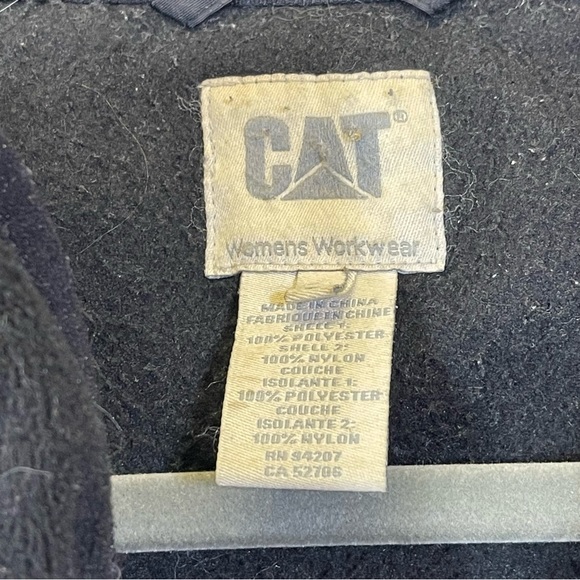 CAT®
Womens Workwear
MADE IN CHINA
FABRIQUE EN CHINE
SHELL 1:
100% POLYESTER
SHELL 2:
100% NYLON
COUCHE
ISOLANTE 1:
100% POLYESTER
COUCHE
ISOLANTE 2:
100% NYLON
RN 94207
CA 52706